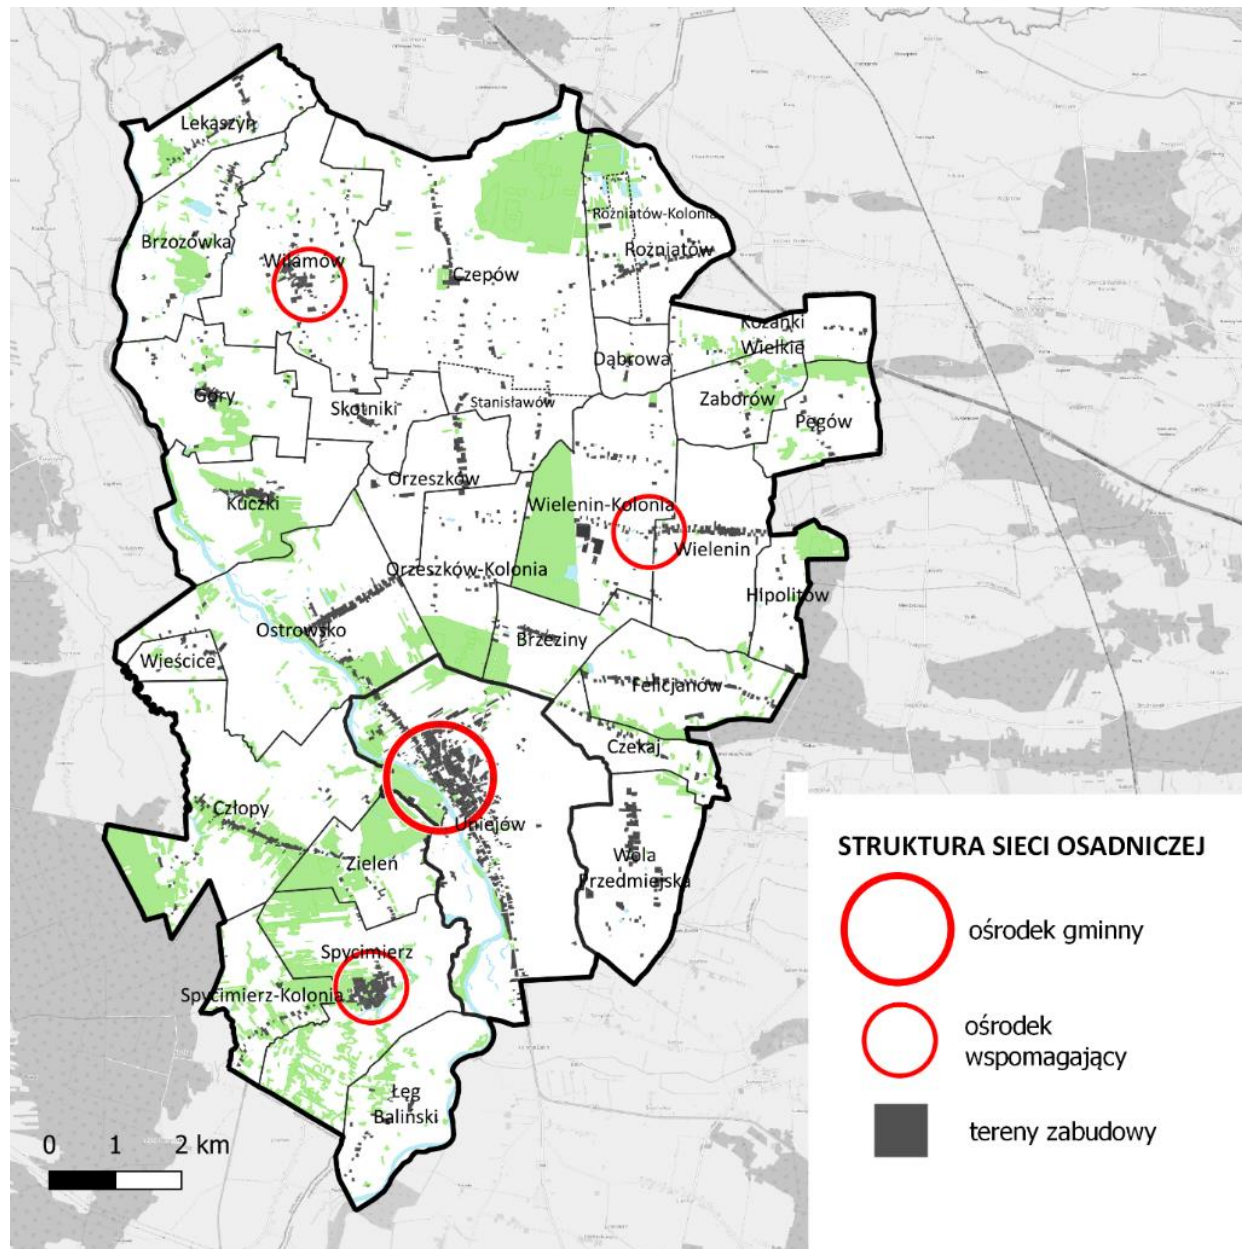 Lekaszyn
Brzozówka
Wilamów
Czepów
Rożniatów-Kolonia
Rożniatów
Kozanki
Wielkie
Dąbrowa
Zaborów
Pęgów
Góry
Skotniki
Stanisławów
Orzeszków
Kuczki
Wielenin-Kolonia
Wielenin
Orzeszków-Kolonia
Hipolitów
Ostrowsko
Brzeziny
Wieścice
Felicjanów
Czekaj
Człopy
Uniejów
Zieleń
Wola
Przedmiejska
Spycimierz
Spycimierz-Kolonia
Łęg
Baliński
0 1 2 km
STRUKTURA SIECI OSADNICZEJ
ośrodek gminny
ośrodek
wspomagający
tereny zabudowy